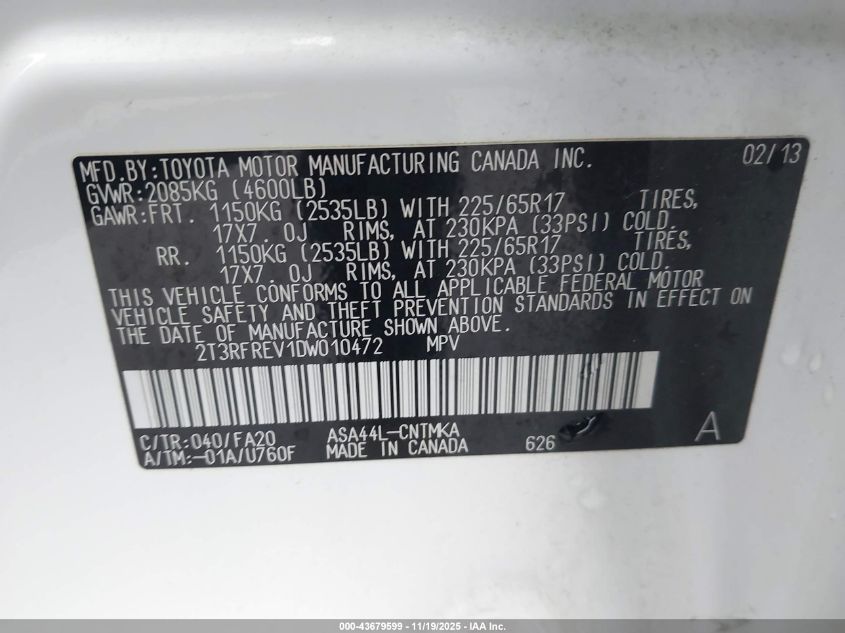 MFD.BY:TOYOTA MOTOR MANUFACTURING CANADA INC. 02/13
GVWR:2085KG (4600LB)
GAWR:FRT. 1150KG (2535LB) WITH 225/65R17 TIRES,
17X7.0J RIMS, AT 230KPA (33PSI) COLD.
RR. 1150KG (2535LB) WITH 225/65R17 TIRES,
17X7.0J RIMS, AT 230KPA (33PSI) COLD.
THIS VEHICLE CONFORMS TO ALL APPLICABLE FEDERAL MOTOR
VEHICLE SAFETY AND THEFT PREVENTION STANDARDS IN EFFECT ON
THE DATE OF MANUFACTURE SHOWN ABOVE.
2T3RFREV1DW010472 MPV
C/TR:040/FA20 ASA44L-CNTMKA 626 A
A/TM:-01A/U760F MADE IN CANADA
000-43679599 - 11/19/2025 - IAA Inc.